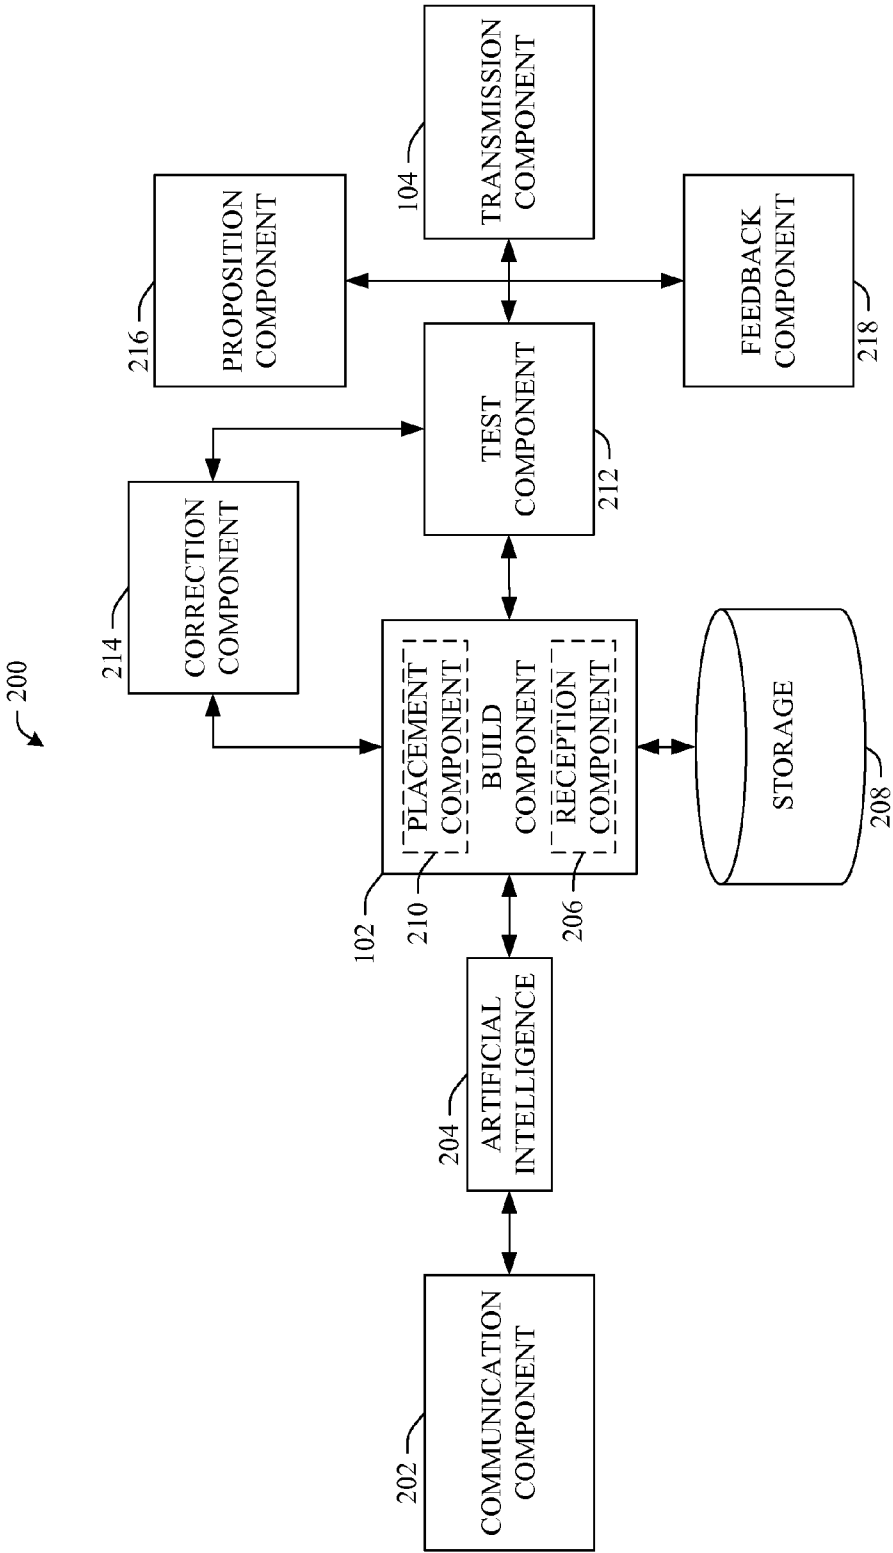 200
202
COMMUNICATION
COMPONENT
204
ARTIFICIAL
INTELLIGENCE
102
210
PLACEMENT
COMPONENT
BUILD
COMPONENT
206
RECEPTION
COMPONENT
STORAGE
208
214
CORRECTION
COMPONENT
TEST
COMPONENT
212
216
PROPOSITION
COMPONENT
104
TRANSMISSION
COMPONENT
FEEDBACK
COMPONENT
218